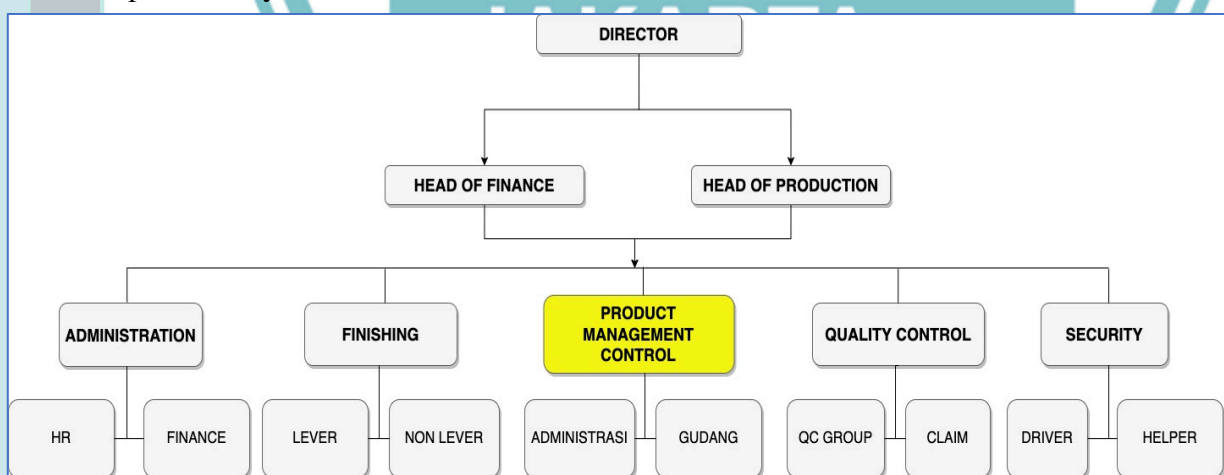 JAKARTA
DIRECTOR
HEAD OF FINANCE
HEAD OF PRODUCTION
ADMINISTRATION
FINISHING
PRODUCT
MANAGEMENT
CONTROL
QUALITY CONTROL
SECURITY
HR
FINANCE
LEVER
NON LEVER
ADMINISTRASI
GUDANG
QC GROUP
CLAIM
DRIVER
HELPER